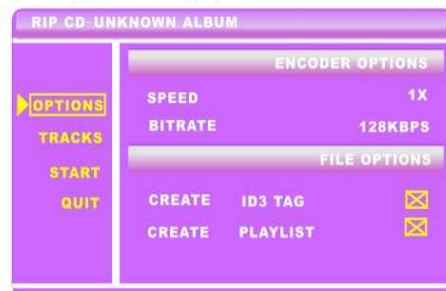 RIP CD-UNKNOWN ALBUM
OPTIONS
TRACKS
START
QUIT
ENCODER OPTIONS
SPEED 1X
BITRATE 128KBPS
FILE OPTIONS
CREATE ID3 TAG
CREATE PLAYLIST